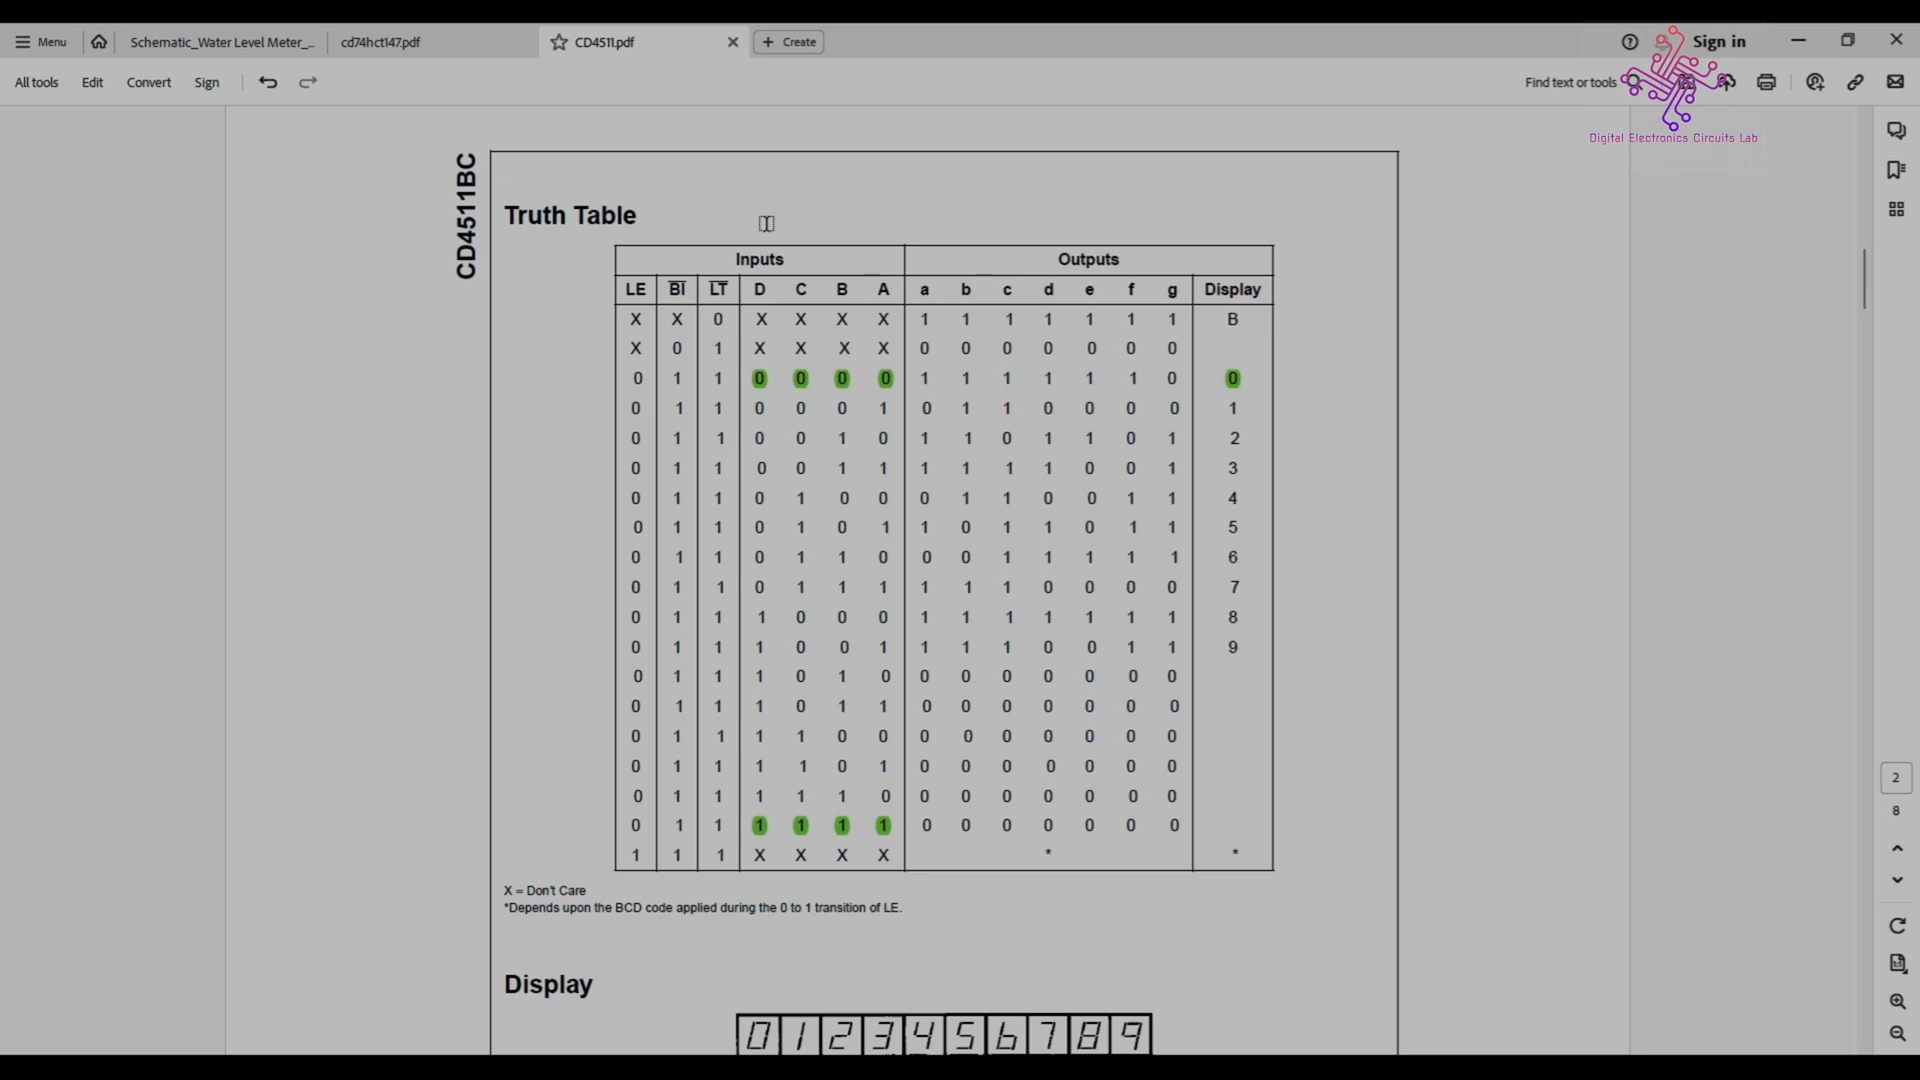 Menu Schematic_Water Level Meter_... cd74hct147.pdf CD4511.pdf Create Sign in
All tools Edit Convert Sign Find text or tools
Digital Electronics Circuits Lab
CD4511BC
Truth Table
Inputs Outputs
LE BI LT D C B A a b c d e f g Display
X X 0 X X X X 1 1 1 1 1 1 1 B
X 0 1 X X X X 0 0 0 0 0 0 0
0 1 1 0 0 0 0 1 1 1 1 1 1 0 0
0 1 1 0 0 0 1 0 1 1 0 0 0 0 1
0 1 1 0 0 1 0 1 1 0 1 1 0 1 2
0 1 1 0 0 1 1 1 1 1 1 0 0 1 3
0 1 1 0 1 0 0 0 1 1 0 0 1 1 4
0 1 1 0 1 0 1 1 0 1 1 0 1 1 5
0 1 1 0 1 1 0 0 0 1 1 1 1 1 6
0 1 1 0 1 1 1 1 1 1 0 0 0 0 7
0 1 1 1 0 0 0 1 1 1 1 1 1 1 8
0 1 1 1 0 0 1 1 1 1 0 0 1 1 9
0 1 1 1 0 1 0 0 0 0 0 0 0 0
0 1 1 1 0 1 1 0 0 0 0 0 0 0
0 1 1 1 1 0 0 0 0 0 0 0 0 0
0 1 1 1 1 0 1 0 0 0 0 0 0 0
0 1 1 1 1 1 0 0 0 0 0 0 0 0
0 1 1 1 1 1 1 0 0 0 0 0 0 0
1 1 1 X X X X * *
X = Don't Care
*Depends upon the BCD code applied during the 0 to 1 transition of LE.
Display
0 1 2 3 4 5 6 7 8 9
2
8